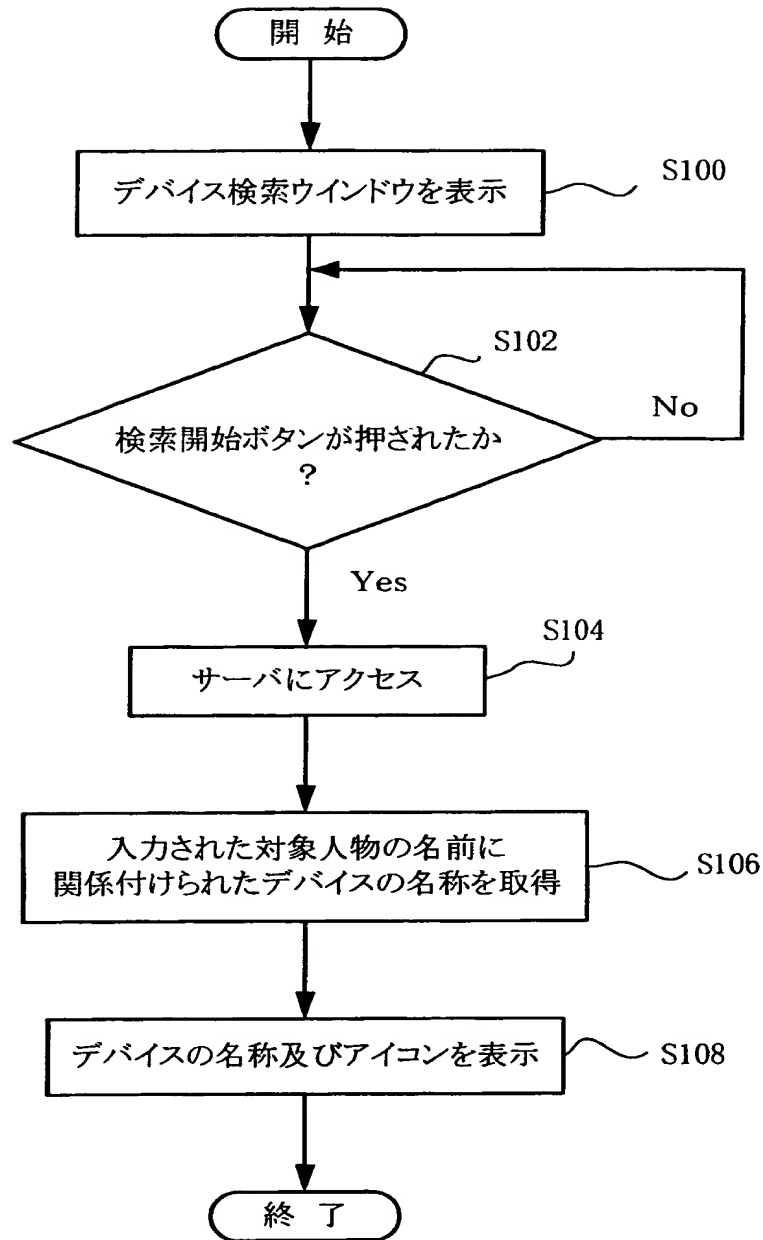 開 始
デバイス検索ウインドウを表示
S100
S102
検索開始ボタンが押されたか
?
No
Yes
S104
サーバにアクセス
入力された対象人物の名前に
関係付けられたデバイスの名称を取得
S106
デバイスの名称及びアイコンを表示
S108
終 了